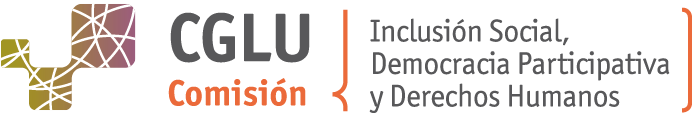 CGLU
Comisión
Inclusión Social,
Democracia Participativa
y Derechos Humanos